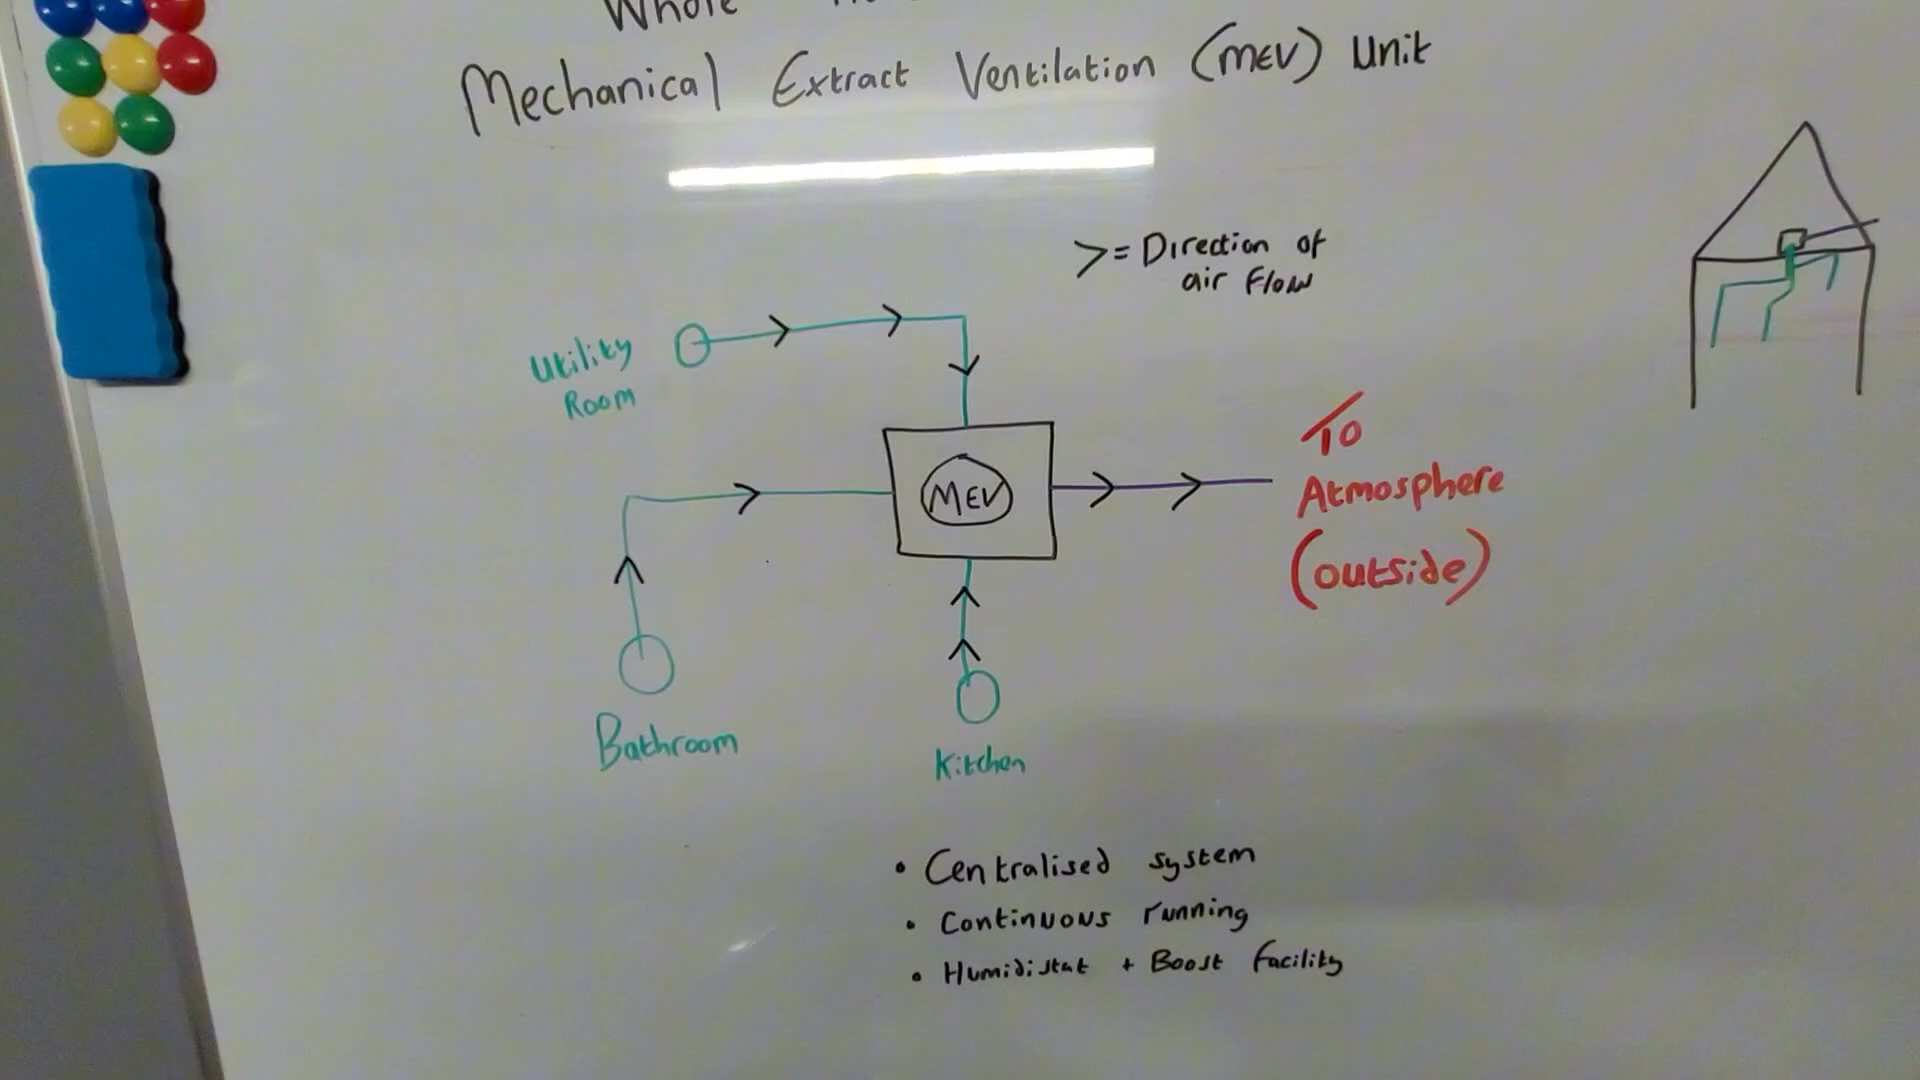 Whole
Mechanical Extract Ventilation (MEV) Unit
> = Direction of
air Flow
Utility
Room
MEV
To
Atmosphere
(outside)
Bathroom
Kitchen
• Centralised system
• Continuous running
• Humidistat + Boost facility